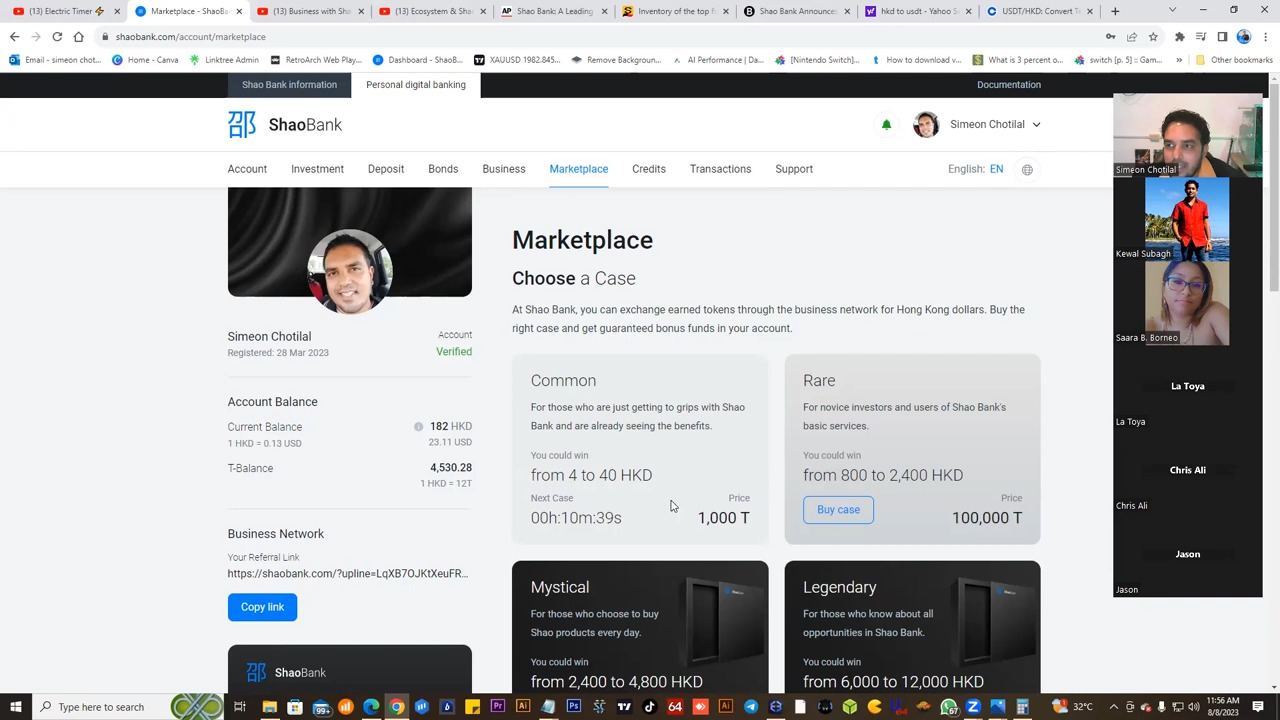 (13) Electric Timer ⚡
Marketplace - ShaoBa
(13) Business with Sha
(13) Ecosystem & Sha
Shao Bank: A Leading
Inventory of the top f
Shao Bank Announce
hkd to usdt - Yahoo S
USDT/HKD: Convert Te
shaobank.com/account/marketplace
Email - simeon chot...
Home - Canva
Linktree Admin
RetroArch Web Play...
Dashboard - ShaoB...
XAUUSD 1982.845...
Remove Backgroun...
AI Performance | Da...
[Nintendo Switch]...
How to download v...
What is 3 percent o...
switch [p. 5] :: Gam...
Other bookmarks
Shao Bank information
Personal digital banking
Documentation
邵 ShaoBank
Simeon Chotilal
Account Investment Deposit Bonds Business Marketplace Credits Transactions Support
English: EN
Simeon Chotilal
Registered: 28 Mar 2023
Account
Verified
Account Balance
Current Balance 182 HKD
1 HKD = 0.13 USD 23.11 USD
T-Balance 4,530.28
1 HKD = 12T
Business Network
Your Referral Link
https://shaobank.com/?upline=LqXB7OJKtXeuFR...
Copy link
邵 ShaoBank
Marketplace
Choose a Case
At Shao Bank, you can exchange earned tokens through the business network for Hong Kong dollars. Buy the
right case and get guaranteed bonus funds in your account.
Common
For those who are just getting to grips with Shao
Bank and are already seeing the benefits.
You could win
from 4 to 40 HKD
Next Case Price
00h:10m:39s 1,000 T
Rare
For novice investors and users of Shao Bank's
basic services.
You could win
from 800 to 2,400 HKD
Price
Buy case 100,000 T
Mystical
For those who choose to buy
Shao products every day.
You could win
from 2,400 to 4,800 HKD
Legendary
For those who know about all
opportunities in Shao Bank.
You could win
from 6,000 to 12,000 HKD
Simeon Chotilal
Kewal Subagh
Saara B. Borneo
La Toya
La Toya
Chris Ali
Chris Ali
Jason
Jason
Type here to search
99+
64
67
32°C
11:56 AM
8/8/2023